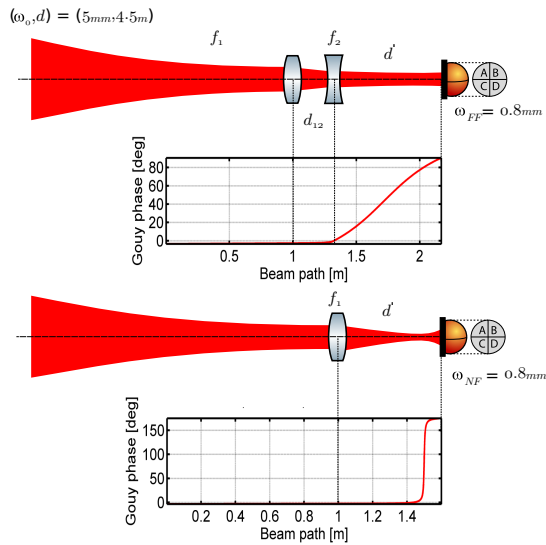 (ω₀,d) = (5mm,4.5m)
f₁ f₂ d'
A B
C D
d₁₂
ω_FF = 0.8mm
Gouy phase [deg]
80
60
40
20
0
0.5 1 1.5 2
Beam path [m]
f₁ d'
A B
C D
ω_NF = 0.8mm
Gouy phase [deg]
150
100
50
0
0.2 0.4 0.6 0.8 1 1.2 1.4
Beam path [m]